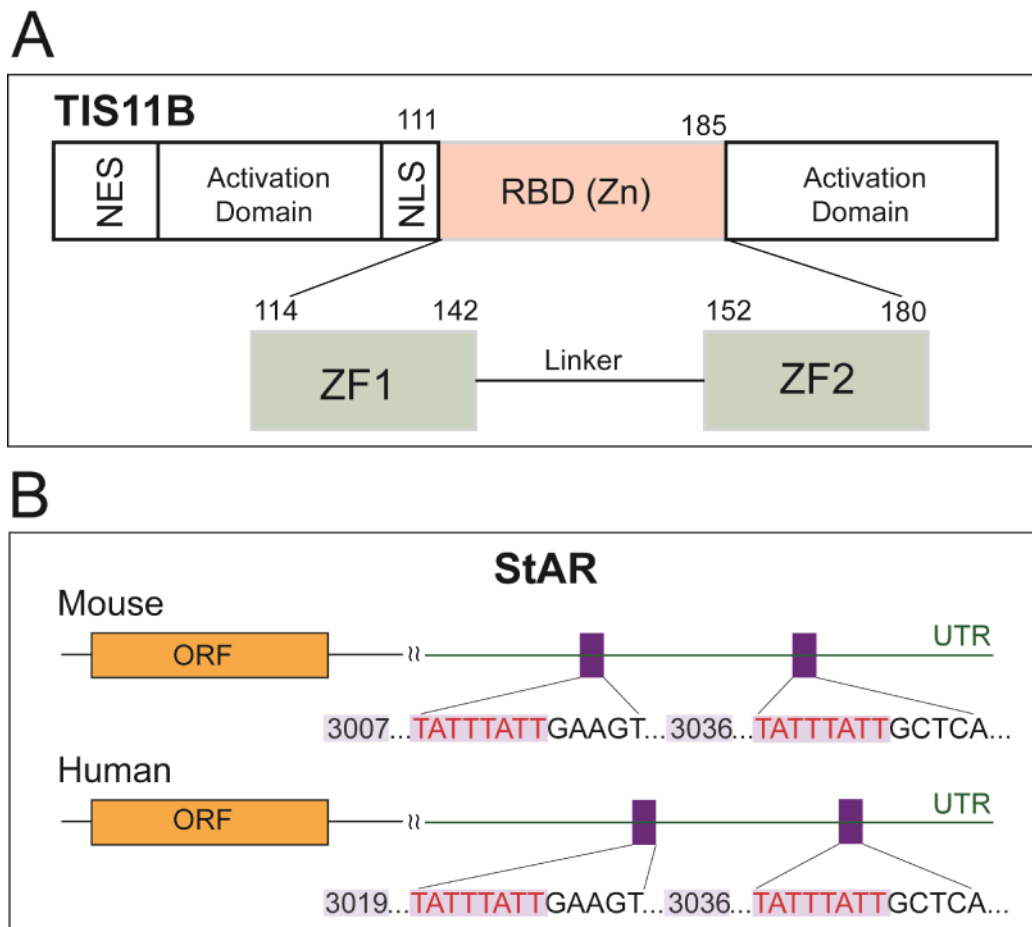 A
TIS11B
111
185
NES
Activation
Domain
NLS
RBD (Zn)
Activation
Domain
114
142
152
180
ZF1
Linker
ZF2
B
StAR
Mouse
ORF
≈
UTR
3007...TATTTATTGAAGT...
3036...TATTTATTGCTCA...
Human
ORF
≈
UTR
3019...TATTTATTGAAGT...
3036...TATTTATTGCTCA...